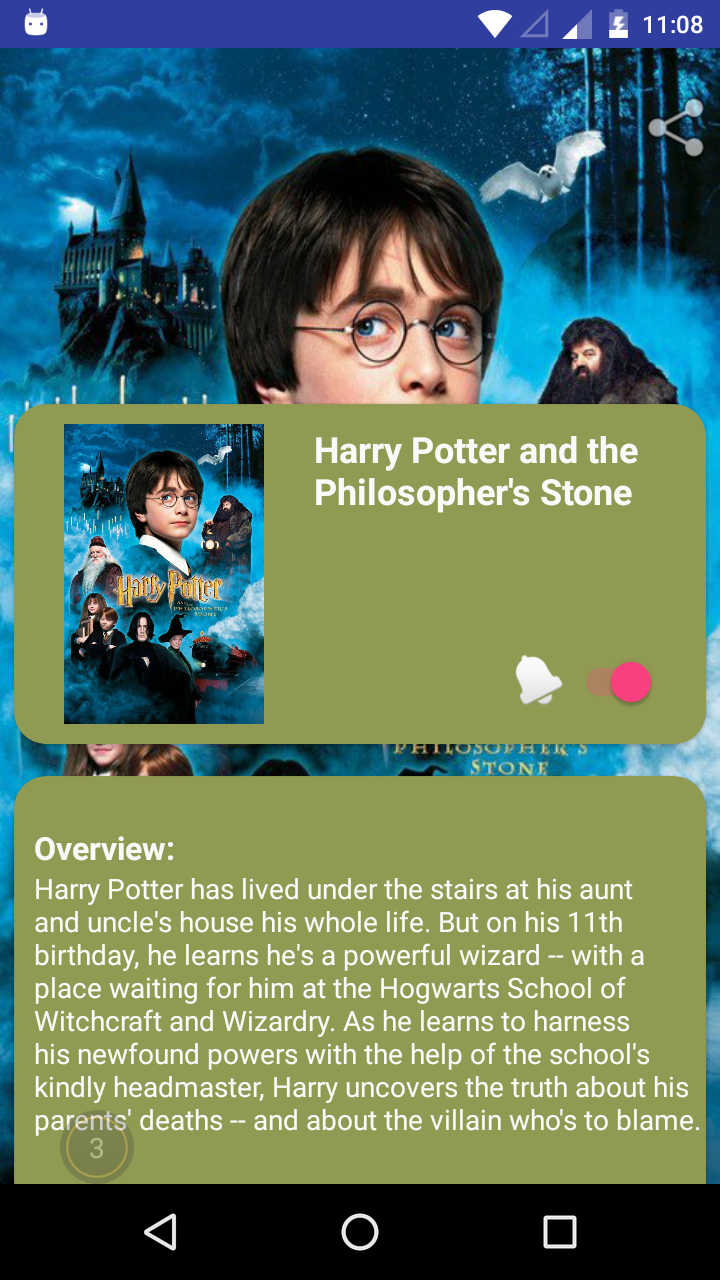 11:08
Harry Potter and the
Philosopher's Stone
Harry Potter
PHILOSOPHER'S
STONE
PHILOSOPHER'S
STONE
Overview:
Harry Potter has lived under the stairs at his aunt
and uncle's house his whole life. But on his 11th
birthday, he learns he's a powerful wizard -- with a
place waiting for him at the Hogwarts School of
Witchcraft and Wizardry. As he learns to harness
his newfound powers with the help of the school's
kindly headmaster, Harry uncovers the truth about his
parents' deaths -- and about the villain who's to blame.
3